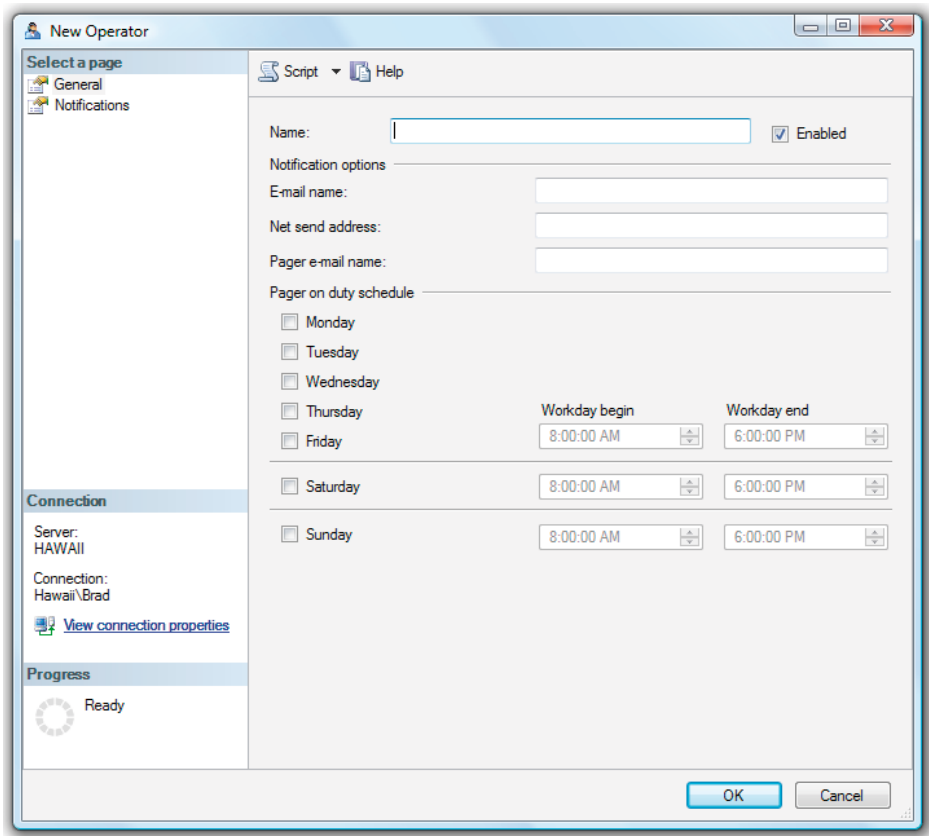 New Operator
Select a page
General
Notifications
Script Help
Name: Enabled
Notification options
E-mail name:
Net send address:
Pager e-mail name:
Pager on duty schedule
Monday
Tuesday
Wednesday
Thursday Workday begin Workday end
Friday 8:00:00 AM 6:00:00 PM
Saturday 8:00:00 AM 6:00:00 PM
Sunday 8:00:00 AM 6:00:00 PM
Connection
Server:
HAWAII
Connection:
Hawaii\Brad
View connection properties
Progress
Ready
OK Cancel